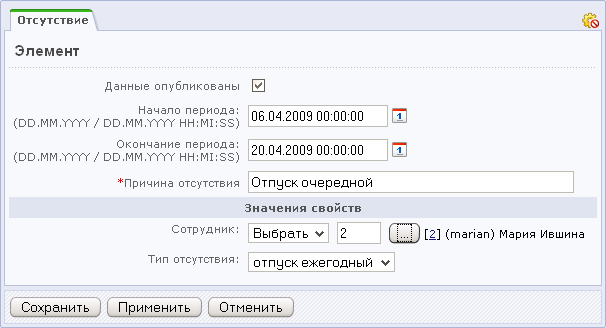 Отсутствие
Элемент
Данные опубликованы
Начало периода:
(DD.MM.YYYY / DD.MM.YYYY HH:MI:SS) 06.04.2009 00:00:00 1
Окончание периода:
(DD.MM.YYYY / DD.MM.YYYY HH:MI:SS) 20.04.2009 00:00:00 1
*Причина отсутствия Отпуск очередной
Значения свойств
Сотрудник: Выбрать 2 ... [2] (marian) Мария Ившина
Тип отсутствия: отпуск ежегодный
Сохранить Применить Отменить